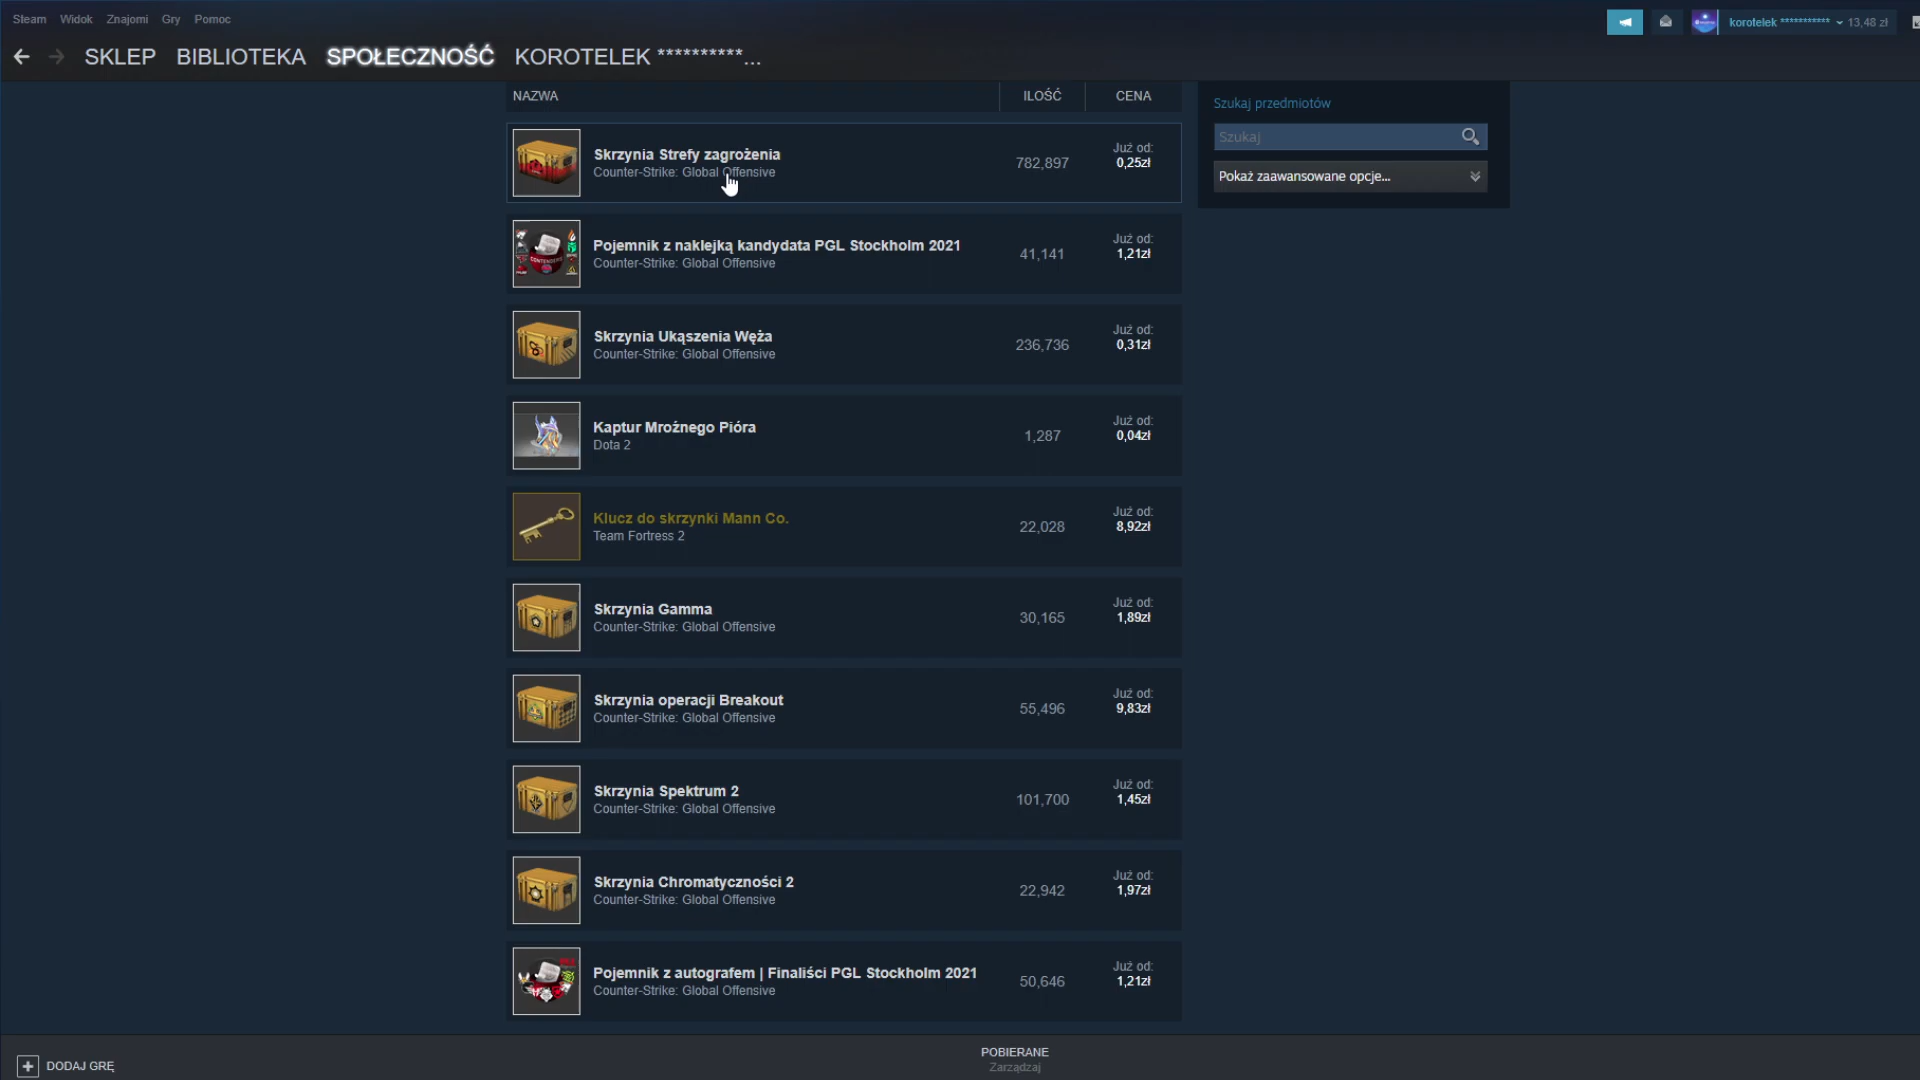 Steam Widok Znajomi Gry Pomoc
korotelek *********** 13,48 zł
SKLEP BIBLIOTEKA SPOŁECZNOŚĆ KOROTELEK **********...
NAZWA ILOŚĆ CENA
Skrzynia Strefy zagrożenia
Counter-Strike: Global Offensive
782,897
Już od:
0,25zł
Pojemnik z naklejką kandydata PGL Stockholm 2021
Counter-Strike: Global Offensive
41,141
Już od:
1,21zł
Skrzynia Ukąszenia Węża
Counter-Strike: Global Offensive
236,736
Już od:
0,31zł
Kaptur Mroźnego Pióra
Dota 2
1,287
Już od:
0,04zł
Klucz do skrzynki Mann Co.
Team Fortress 2
22,028
Już od:
8,92zł
Skrzynia Gamma
Counter-Strike: Global Offensive
30,165
Już od:
1,89zł
Skrzynia operacji Breakout
Counter-Strike: Global Offensive
55,496
Już od:
9,83zł
Skrzynia Spektrum 2
Counter-Strike: Global Offensive
101,700
Już od:
1,45zł
Skrzynia Chromatyczności 2
Counter-Strike: Global Offensive
22,942
Już od:
1,97zł
Pojemnik z autografem | Finaliści PGL Stockholm 2021
Counter-Strike: Global Offensive
50,646
Już od:
1,21zł
Szukaj przedmiotów
Szukaj
Pokaż zaawansowane opcje...
DODAJ GRĘ
POBIERANE
Zarządzaj